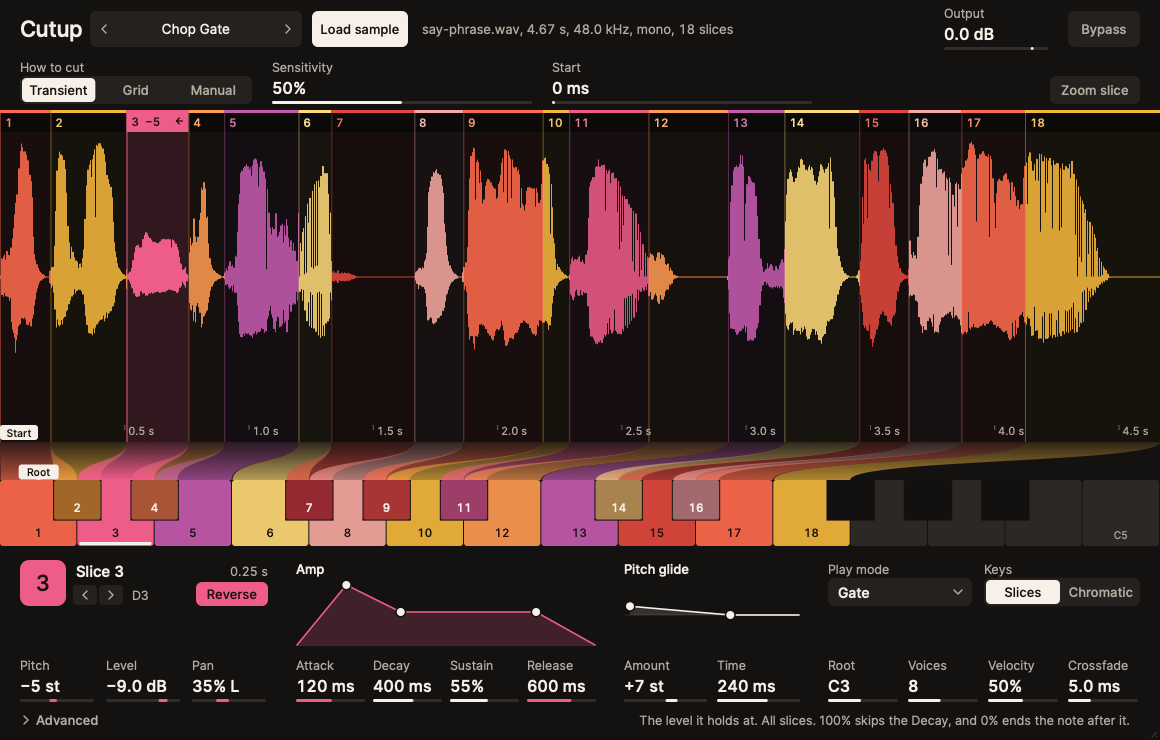 Cutup
Chop Gate
Load sample
say-phrase.wav, 4.67 s, 48.0 kHz, mono, 18 slices
Output
0.0 dB
Bypass
How to cut
Transient Grid Manual
Sensitivity
50%
Start
0 ms
Zoom slice
1 2 3 −5 ← 4 5 6 7 8 9 10 11 12 13 14 15 16 17 18
Start
0.5 s 1.0 s 1.5 s 2.0 s 2.5 s 3.0 s 3.5 s 4.0 s 4.5 s
Root
2 4 7 9 11 14 16
1 3 5 6 8 10 12 13 15 17 18 C5
3
Slice 3
0.25 s
D3
Reverse
Amp
Pitch glide
Play mode
Gate
Keys
Slices Chromatic
Pitch Level Pan Attack Decay Sustain Release Amount Time Root Voices Velocity Crossfade
−5 st −9.0 dB 35% L 120 ms 400 ms 55% 600 ms +7 st 240 ms C3 8 50% 5.0 ms
Advanced
The level it holds at. All slices. 100% skips the Decay, and 0% ends the note after it.